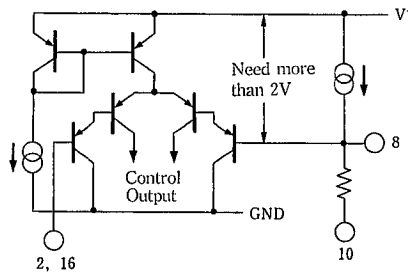 V
Need more
than 2V
8
Control
Output
GND
2, 16
10